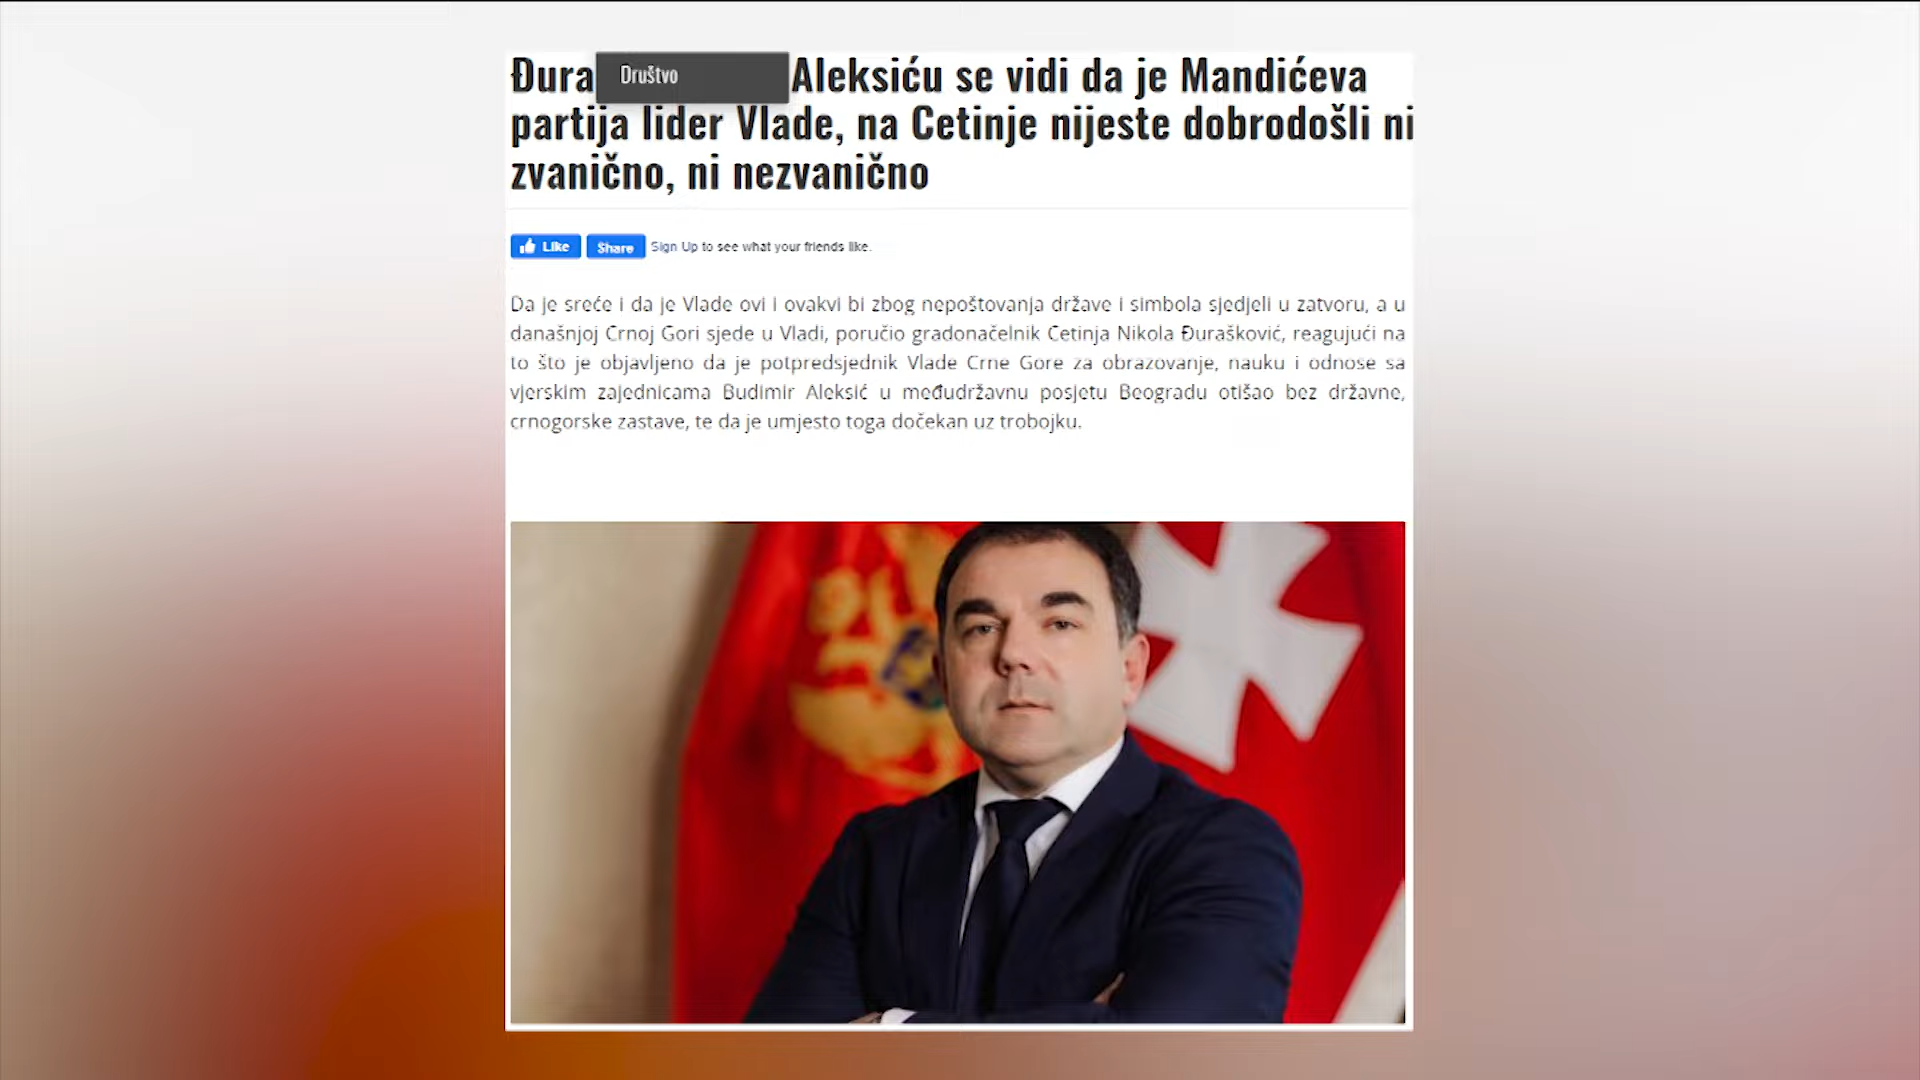 Đura
Društvo
Aleksiću se vidi da je Mandićeva
partija lider Vlade, na Cetinje nijeste dobrodošli ni
zvanično, ni nezvanično
Like Share Sign Up to see what your friends like.
Da je sreće i da je Vlade ovi i ovakvi bi zbog nepoštovanja države i simbola sjedjeli u zatvoru, a u
današnjoj Crnoj Gori sjede u Vladi, poručio gradonačelnik Cetinja Nikola Đurašković, reagujući na
to što je objavljeno da je potpredsjednik Vlade Crne Gore za obrazovanje, nauku i odnose sa
vjerskim zajednicama Budimir Aleksić u međudržavnu posjetu Beogradu otišao bez državne,
crnogorske zastave, te da je umjesto toga dočekan uz trobojku.